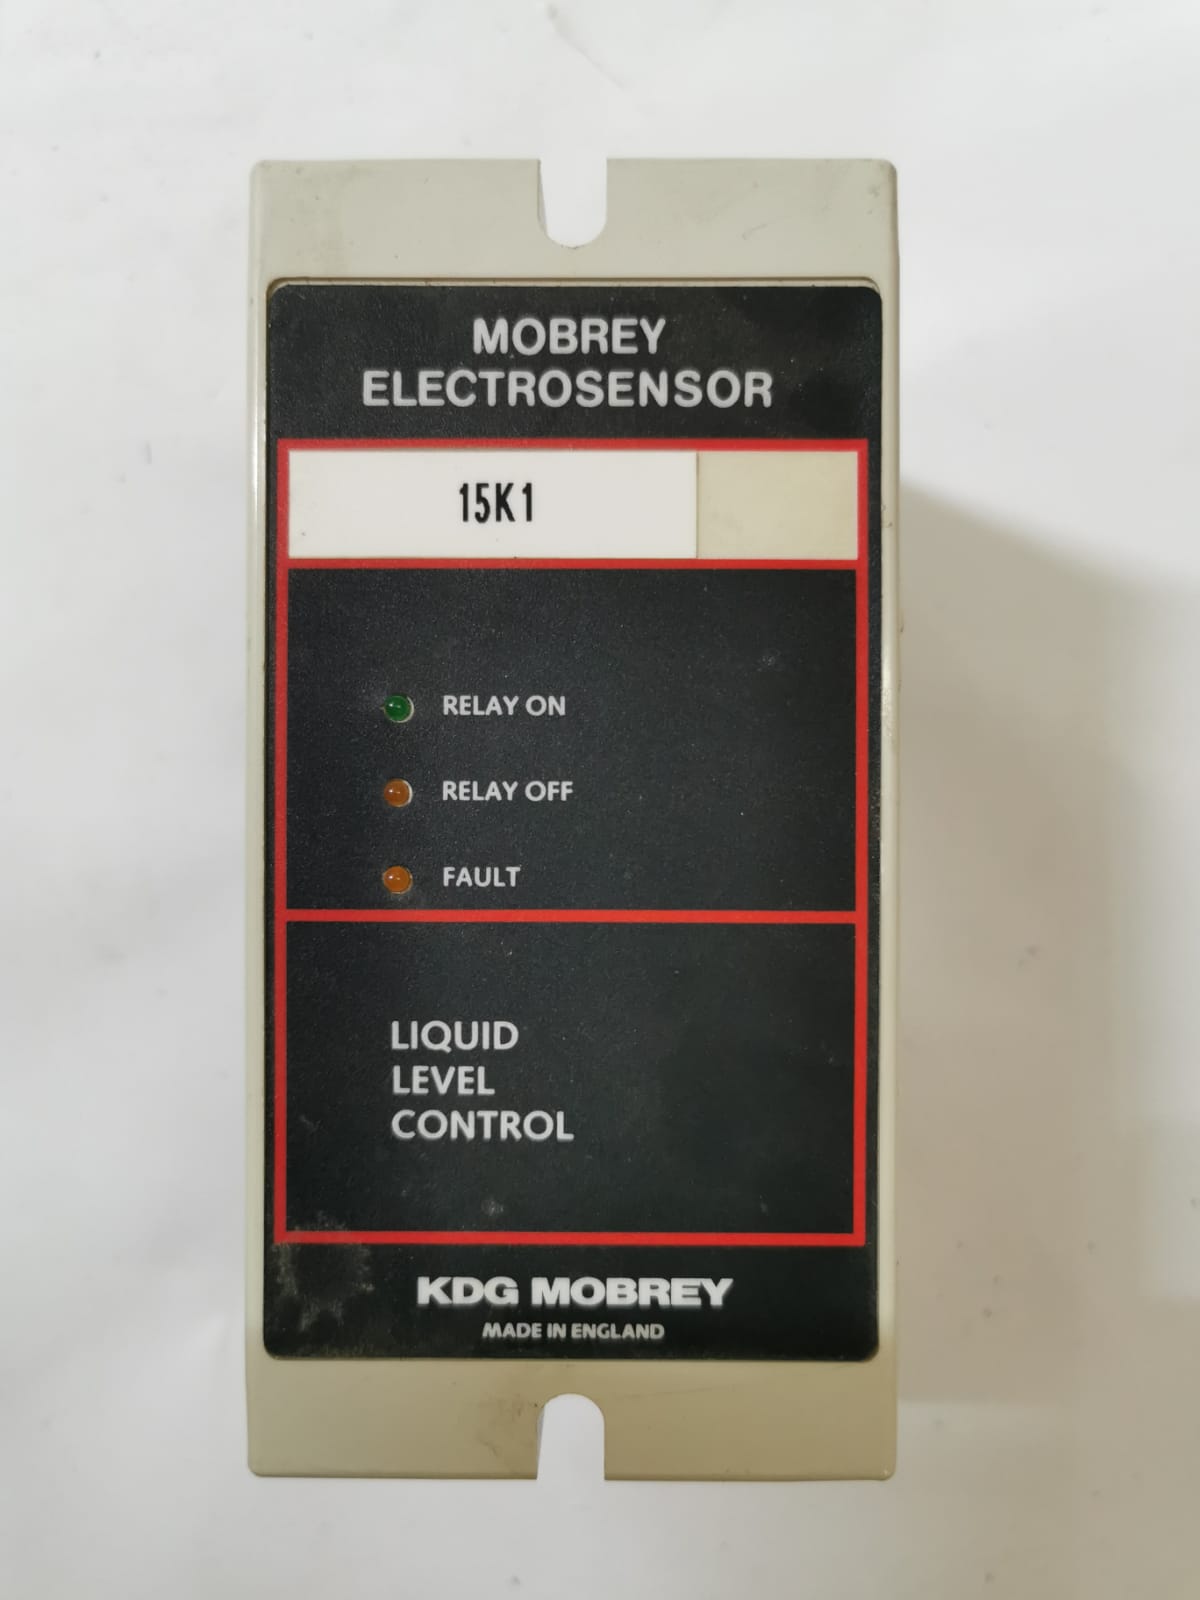 MOBREY
ELECTROSENSOR
15K1
RELAY ON
RELAY OFF
FAULT
LIQUID
LEVEL
CONTROL
KDG MOBREY
MADE IN ENGLAND